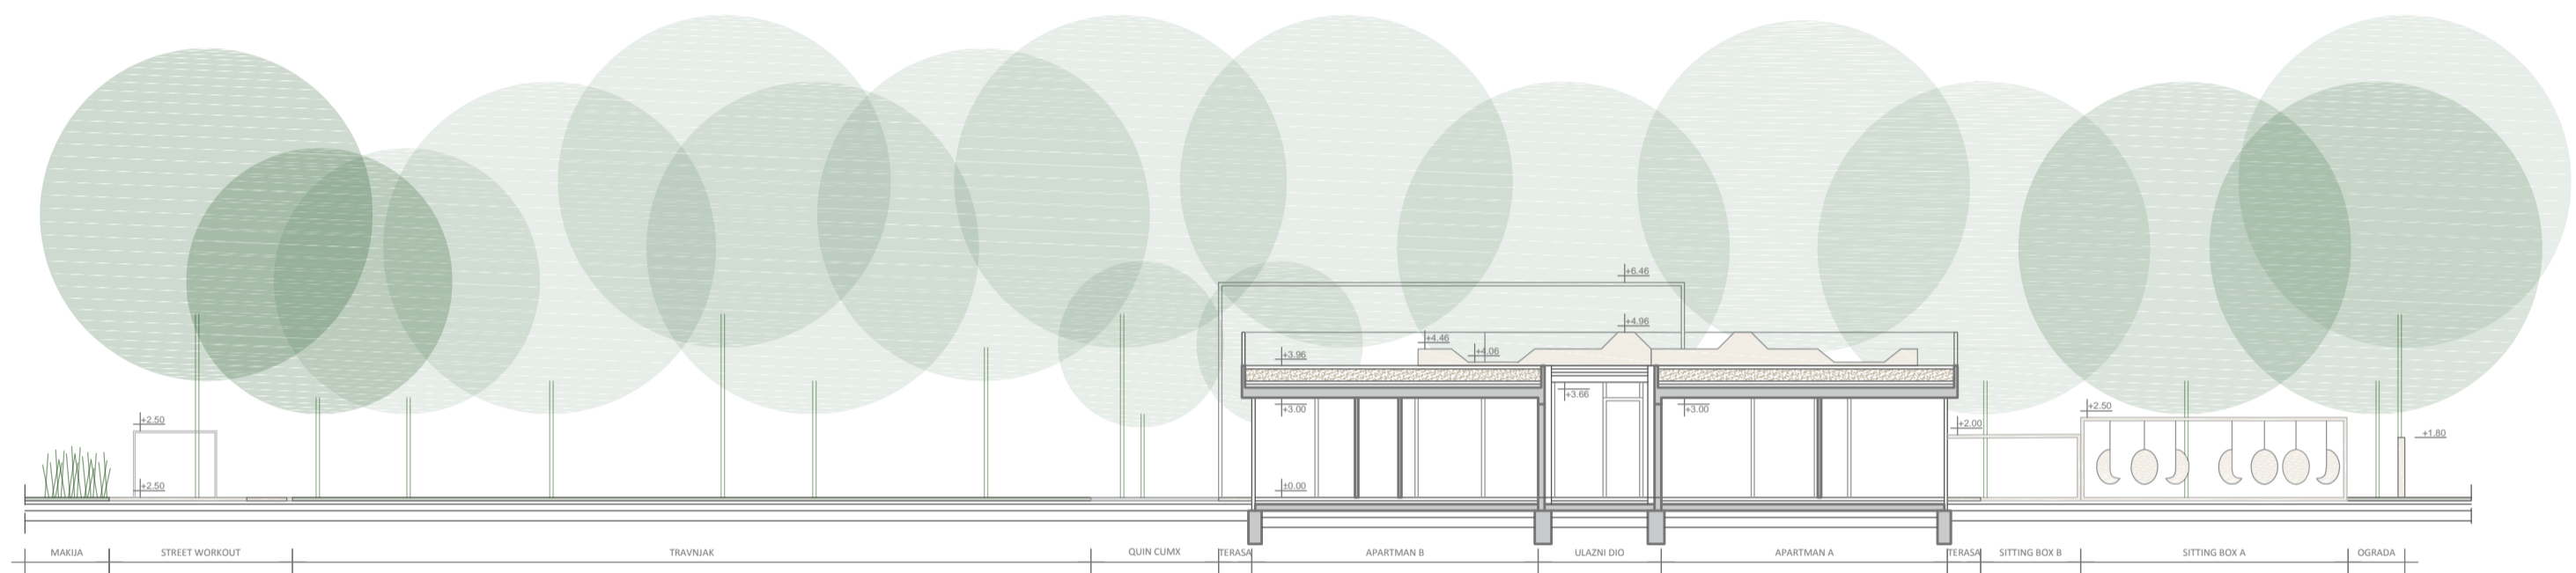 +6.46
+4.96
+4.46
+4.06
+3.96
+3.66
+3.00
+3.00
+2.50
+2.50
+2.00
+1.80
+2.50
±0.00
MAKIJA
STREET WORKOUT
TRAVNJAK
QUIN CUMX
TERASA
APARTMAN B
ULAZNI DIO
APARTMAN A
TERASA
SITTING BOX B
SITTING BOX A
OGRADA